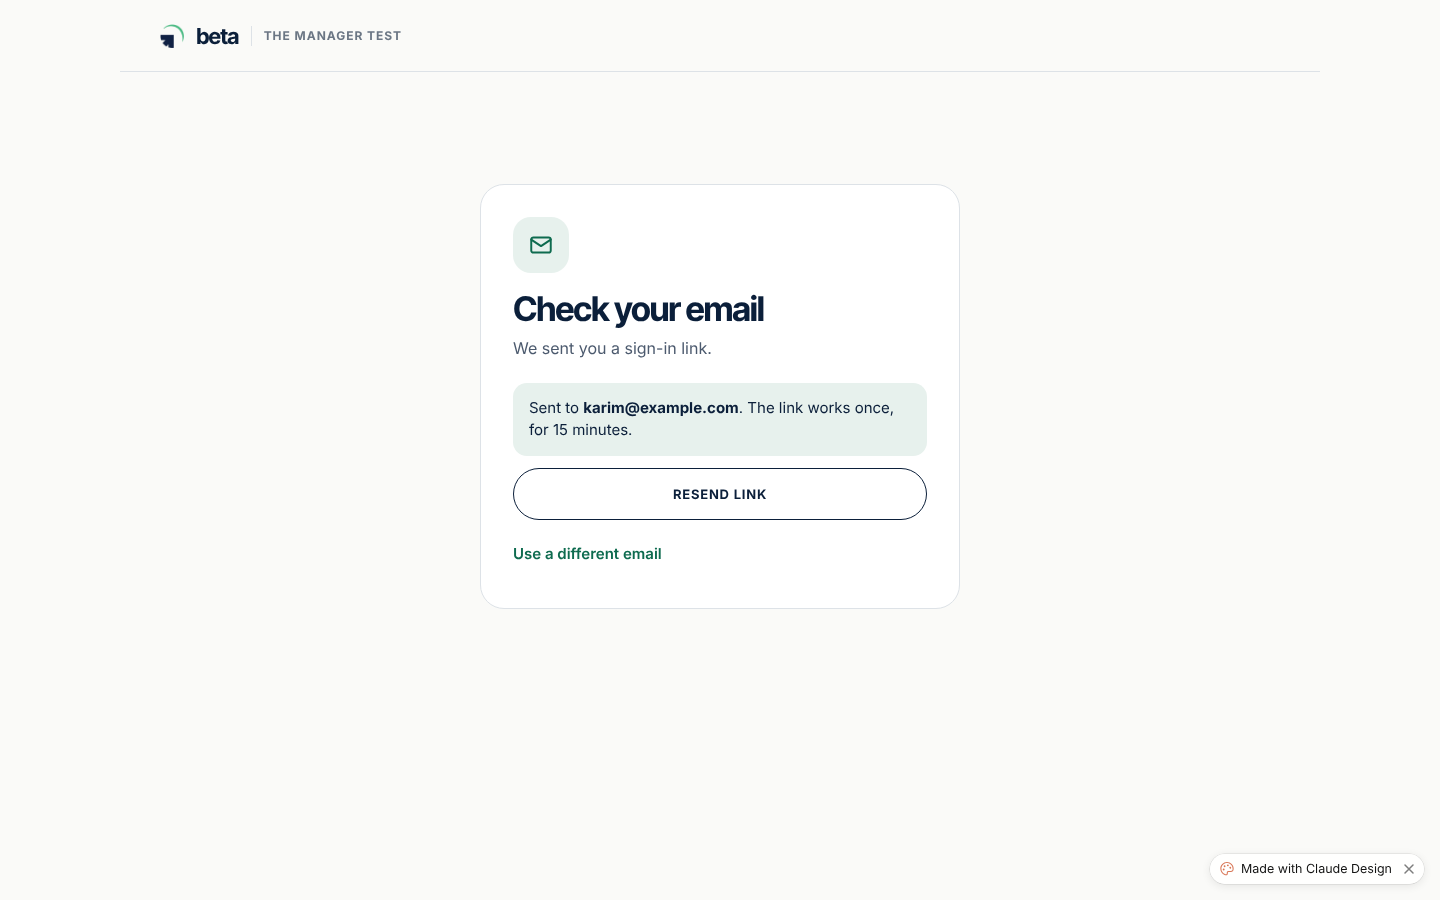 beta
THE MANAGER TEST
Check your email
We sent you a sign-in link.
Sent to karim@example.com. The link works once,
for 15 minutes.
RESEND LINK
Use a different email
Made with Claude Design